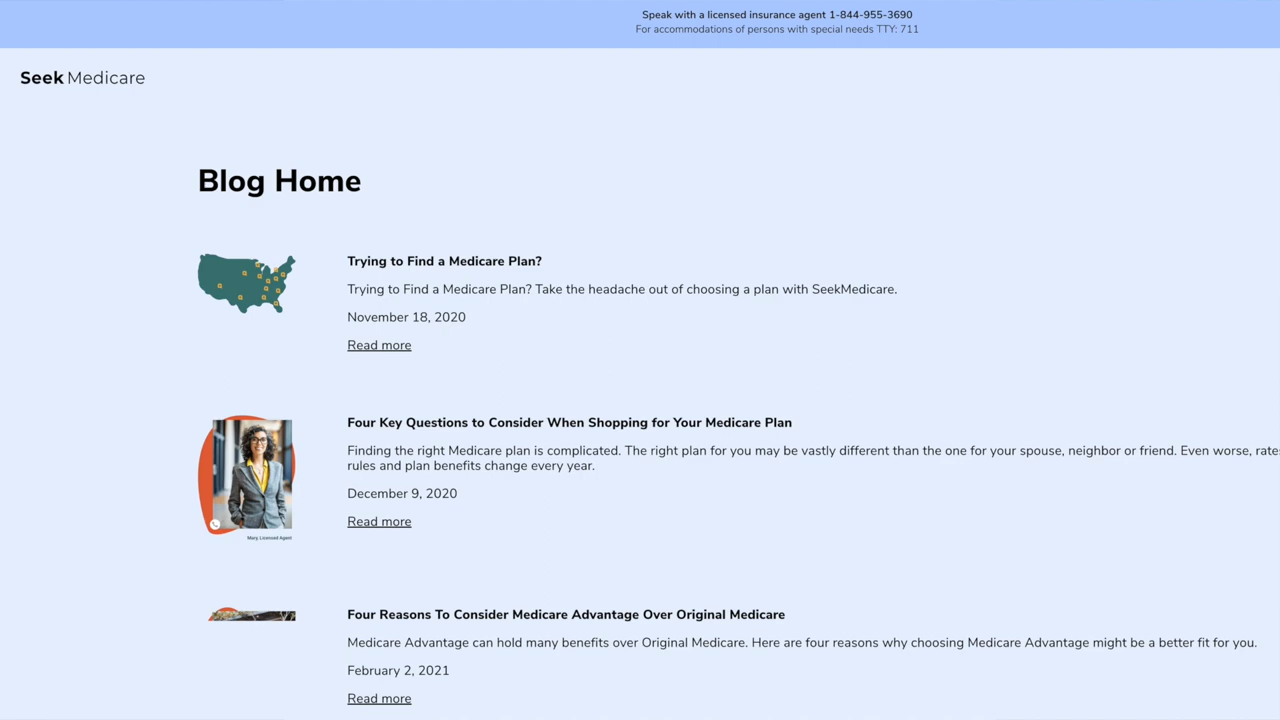 Speak with a licensed insurance agent 1-844-955-3690
For accommodations of persons with special needs TTY: 711
Seek Medicare
Blog Home
Trying to Find a Medicare Plan?
Trying to Find a Medicare Plan? Take the headache out of choosing a plan with SeekMedicare.
November 18, 2020
Read more
Four Key Questions to Consider When Shopping for Your Medicare Plan
Finding the right Medicare plan is complicated. The right plan for you may be vastly different than the one for your spouse, neighbor or friend. Even worse, rates
rules and plan benefits change every year.
December 9, 2020
Read more
Mary, Licensed Agent
Four Reasons To Consider Medicare Advantage Over Original Medicare
Medicare Advantage can hold many benefits over Original Medicare. Here are four reasons why choosing Medicare Advantage might be a better fit for you.
February 2, 2021
Read more